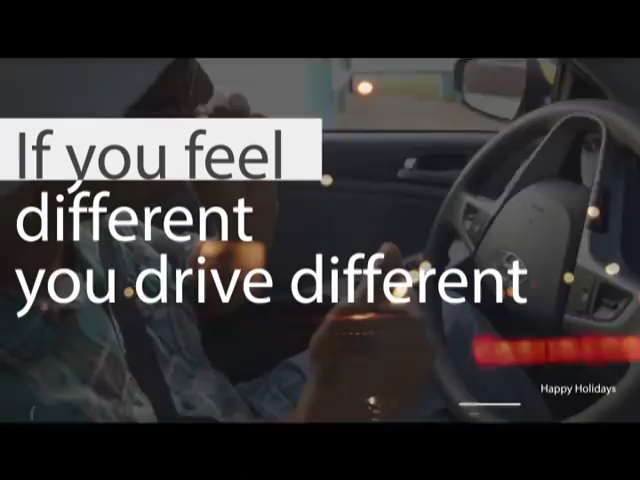 If you feel
different
you drive different
Happy Holidays